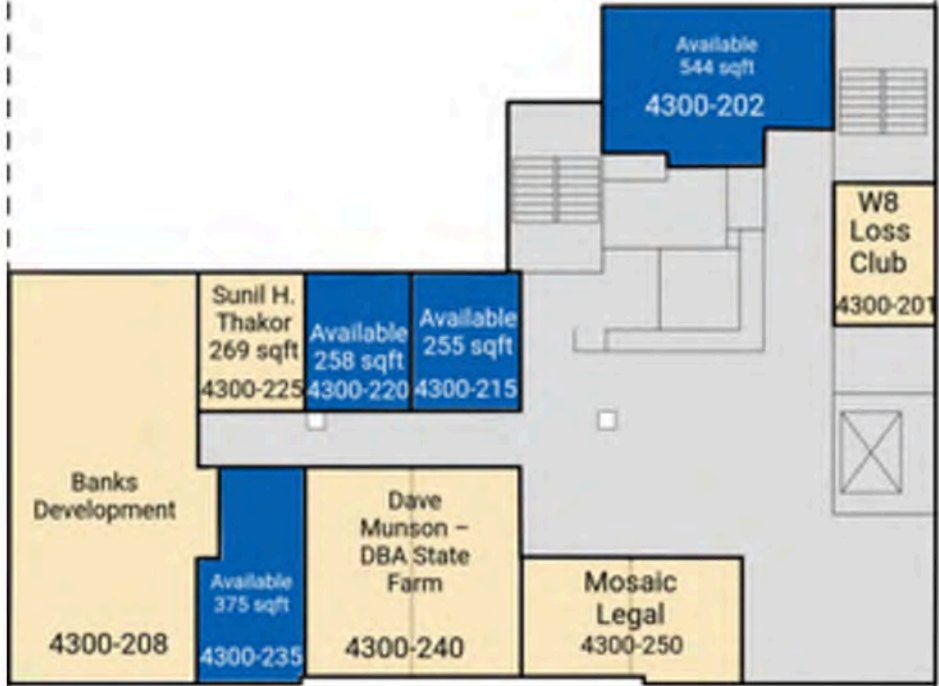 Available
544 sqft
4300-202
W8
Loss
Club
4300-201
Sunil H.
Thakor
269 sqft
4300-225
Available
258 sqft
4300-220
Available
255 sqft
4300-215
Banks
Development
4300-208
Available
375 sqft
4300-235
Dave
Munson –
DBA State
Farm
4300-240
Mosaic
Legal
4300-250